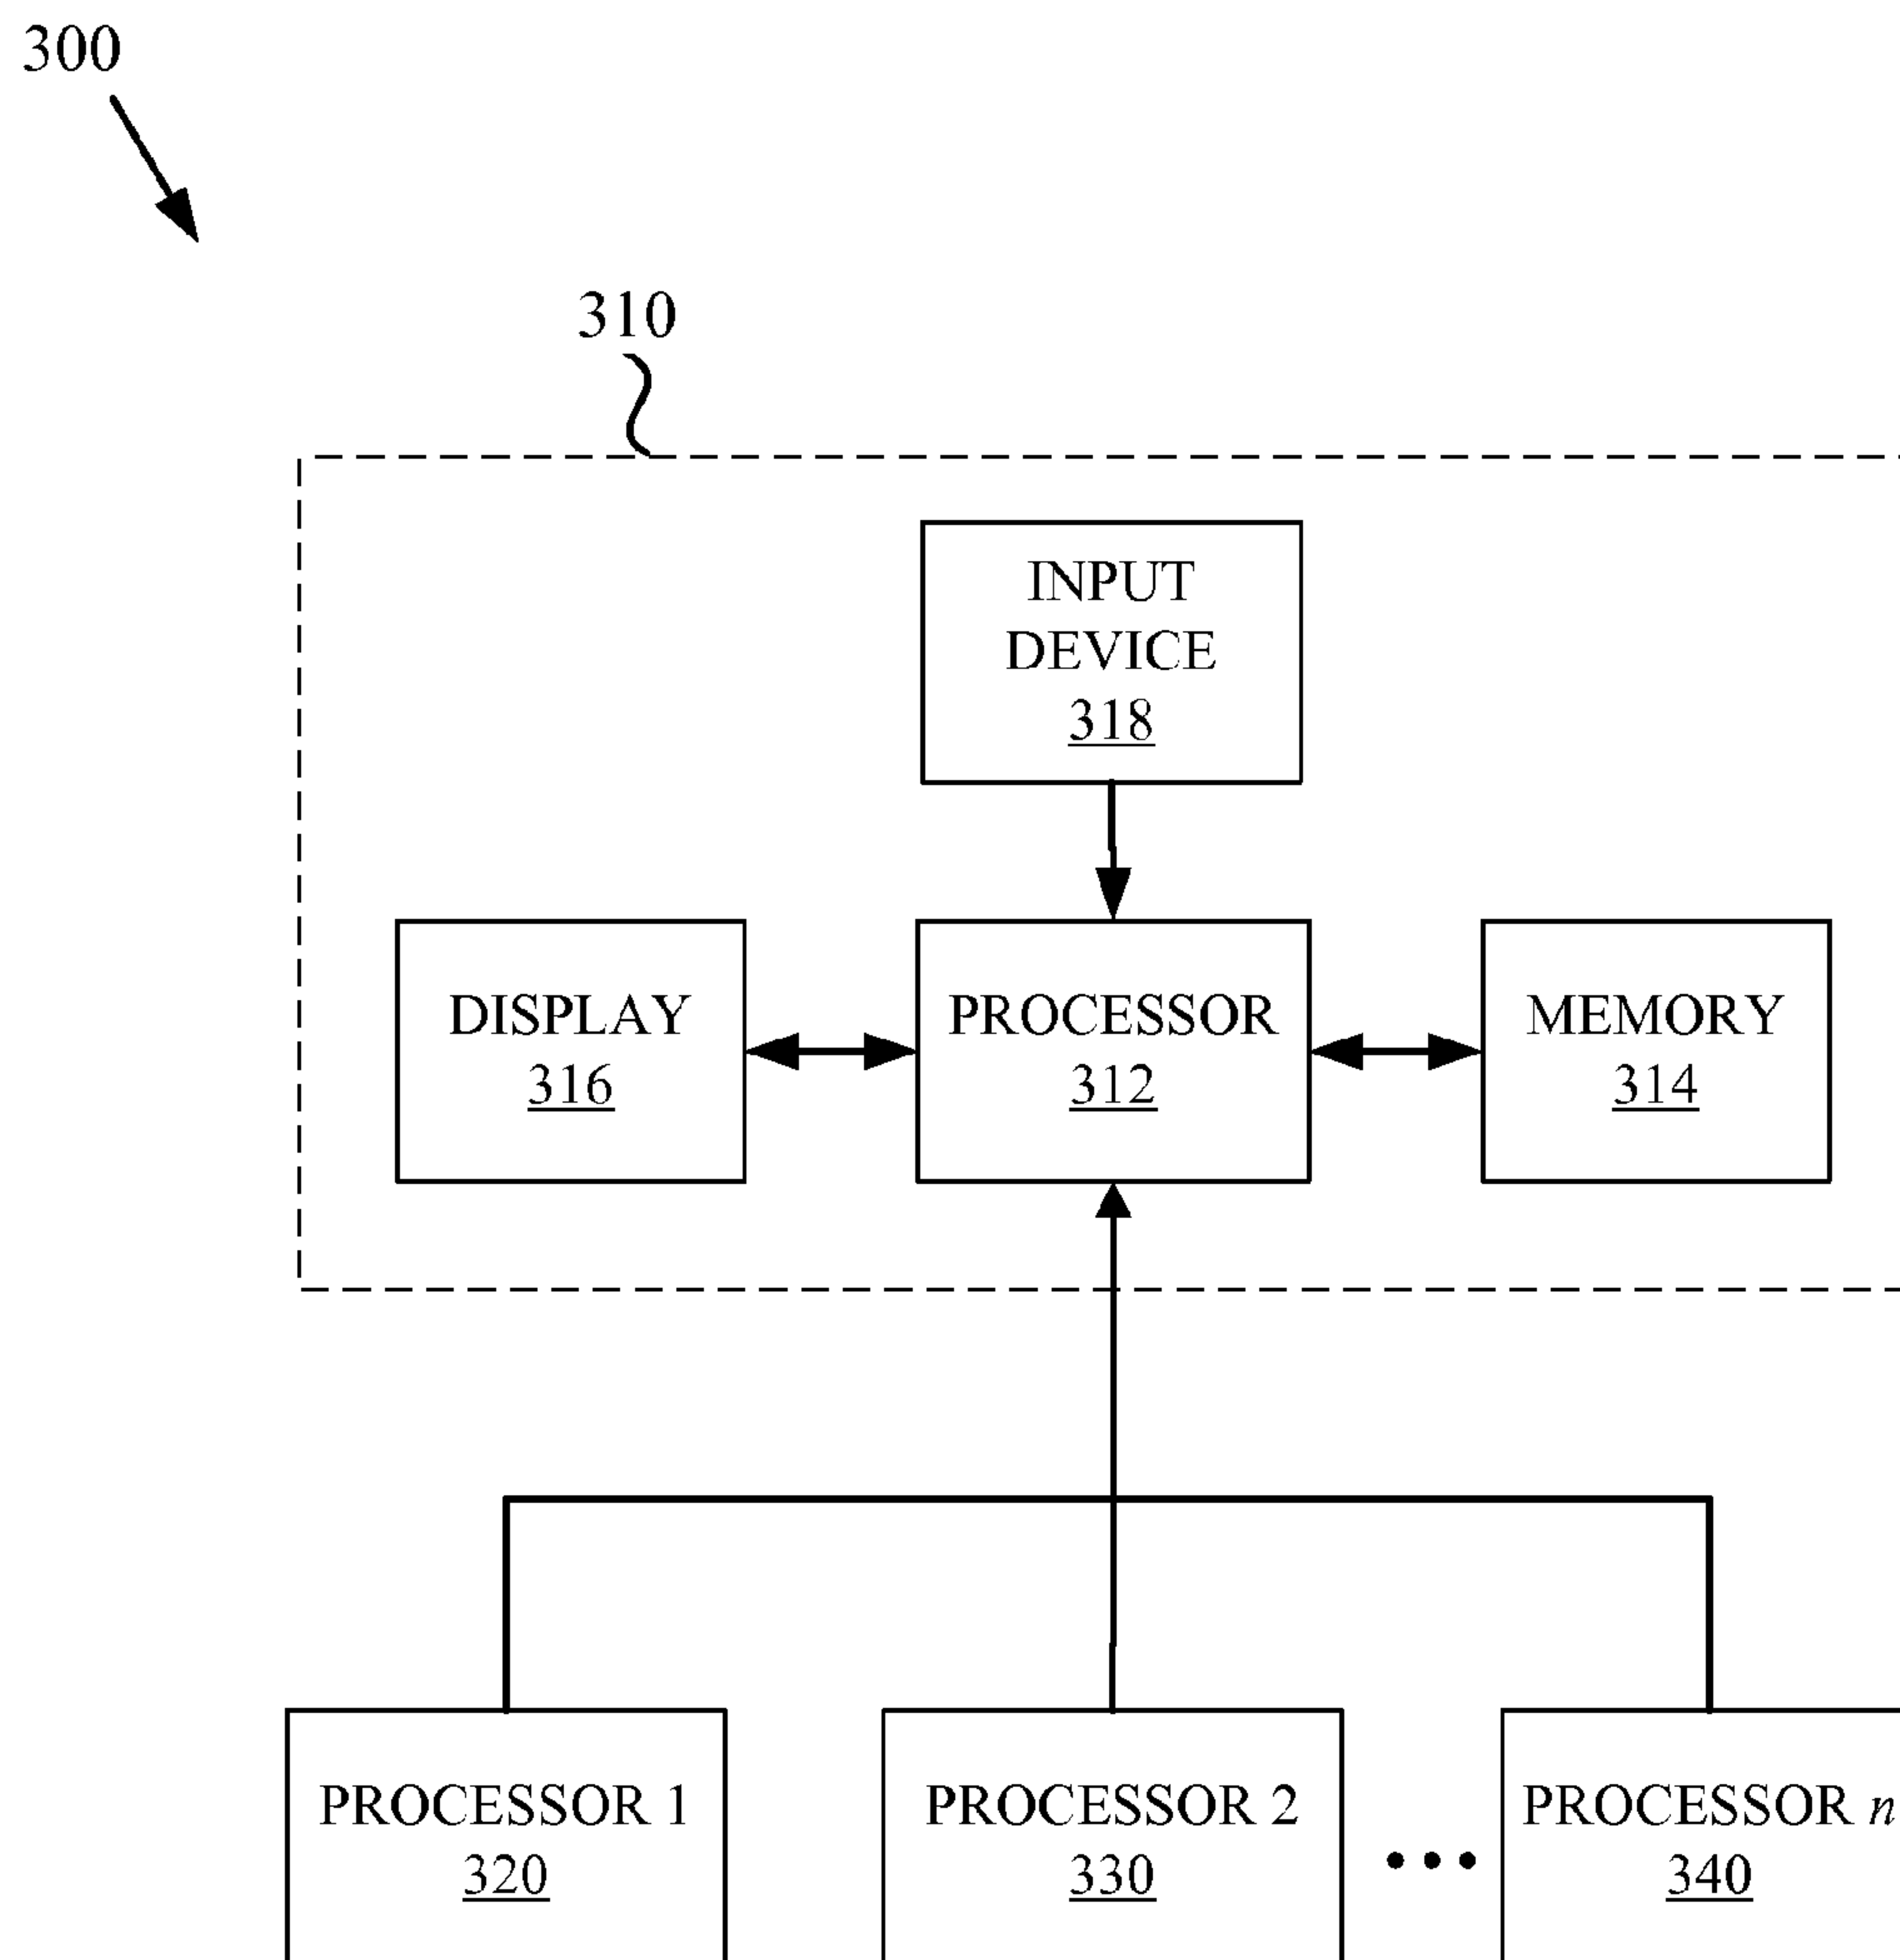 300
310
INPUT
DEVICE
318
DISPLAY
316
PROCESSOR
312
MEMORY
314
PROCESSOR 1
320
PROCESSOR 2
330
• • •
PROCESSOR n
340